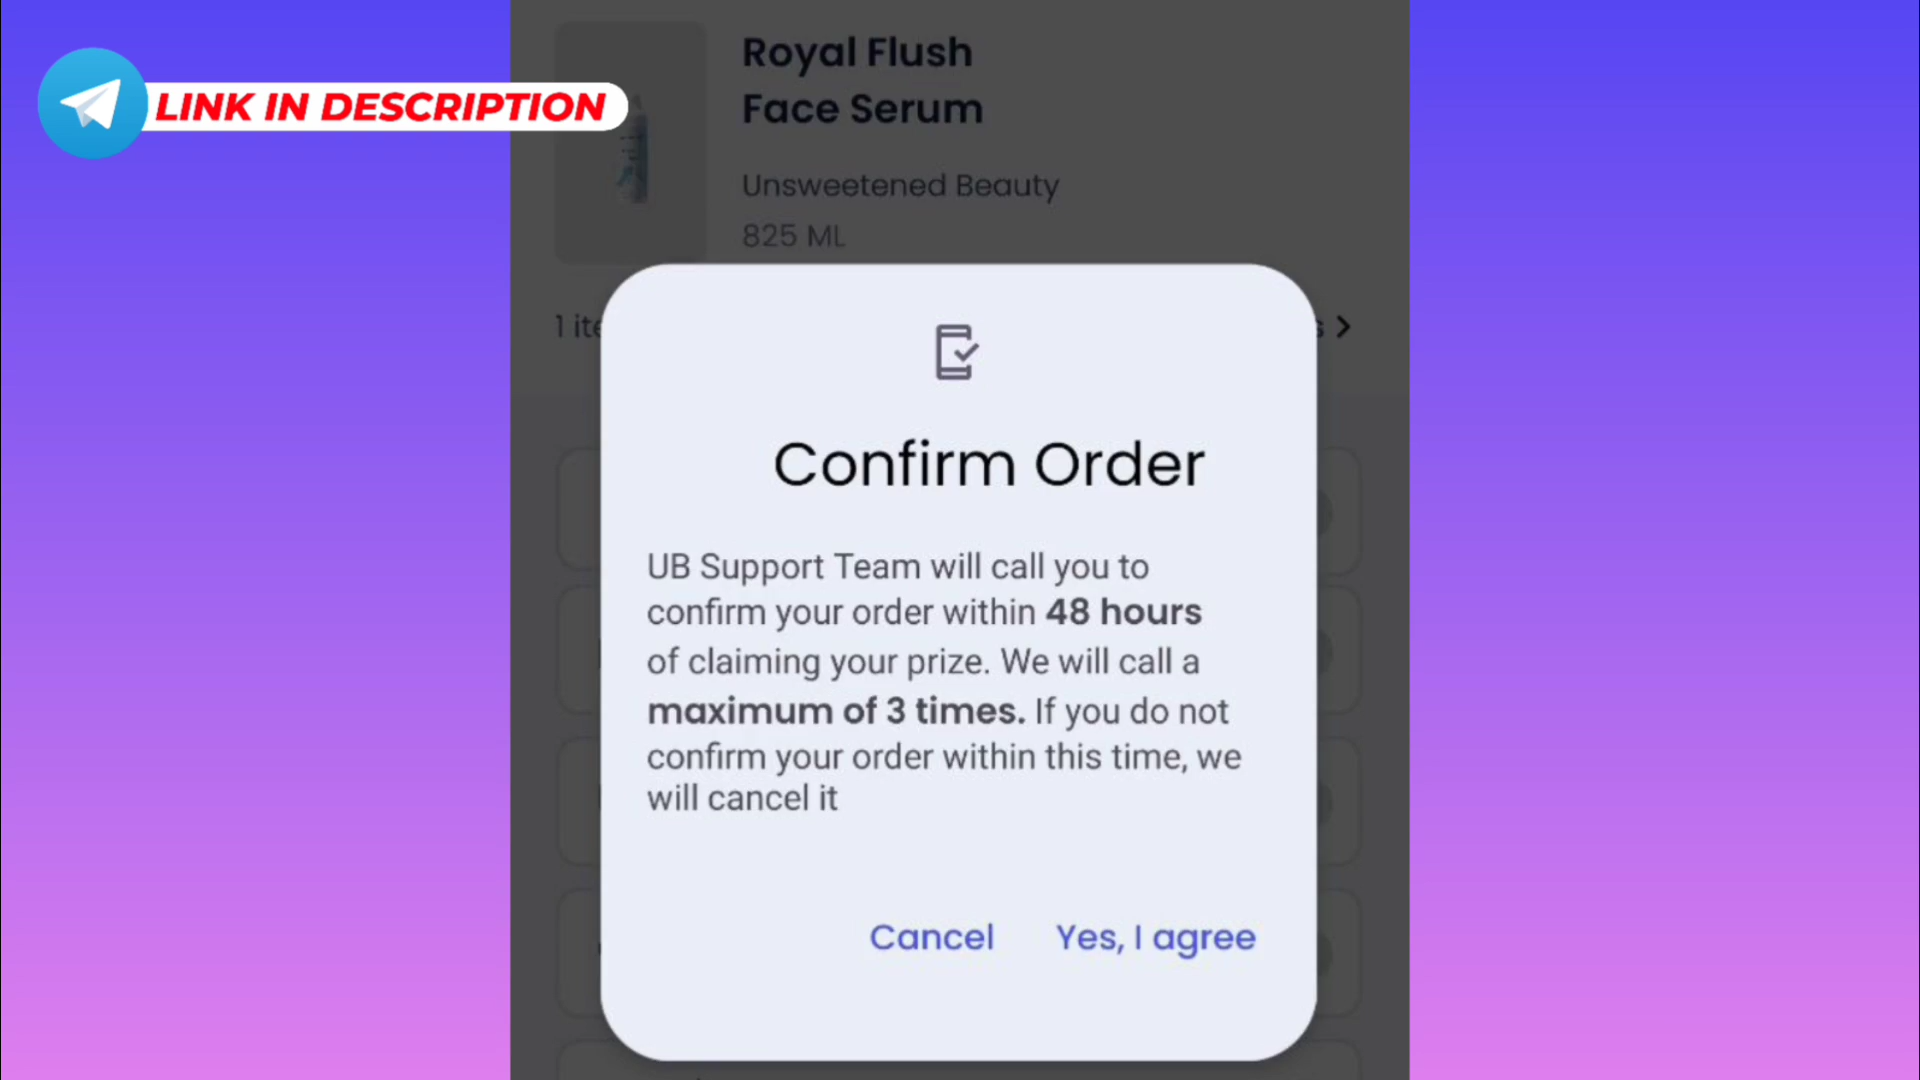 LINK IN DESCRIPTION
Royal Flush
Face Serum
Unsweetened Beauty
825 ML
Confirm Order
UB Support Team will call you to
confirm your order within 48 hours
of claiming your prize. We will call a
maximum of 3 times. If you do not
confirm your order within this time, we
will cancel it
Cancel Yes, I agree